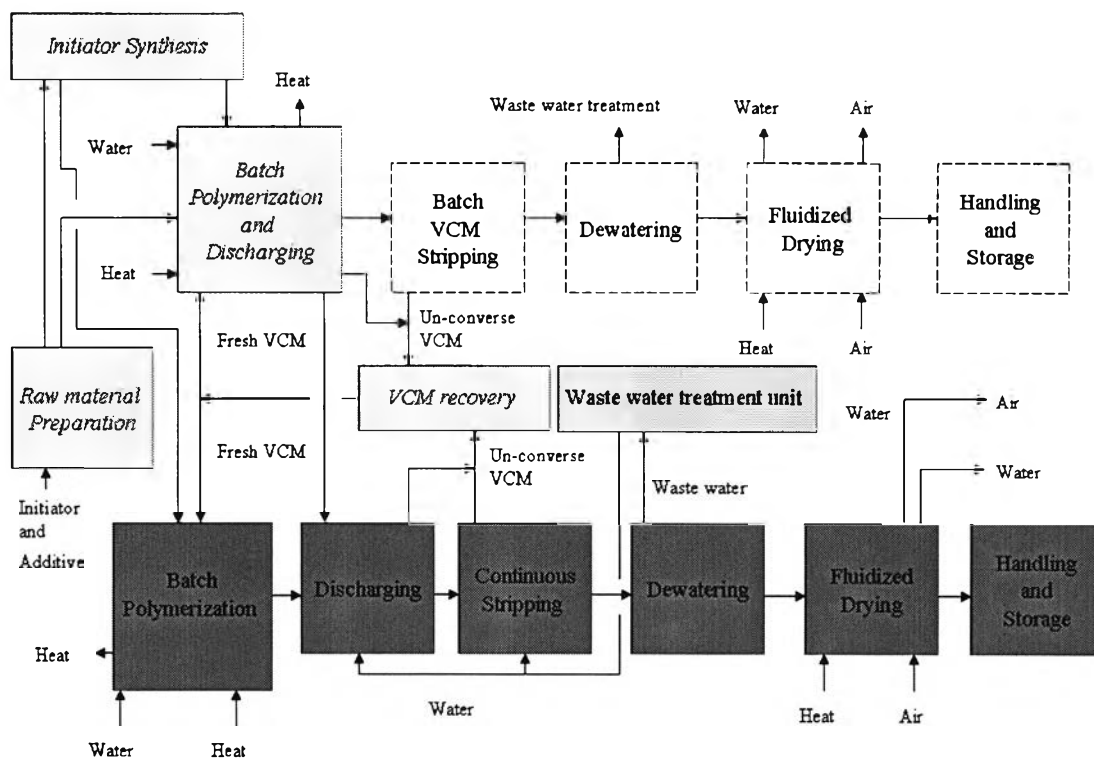 Initiator Synthesis
Heat
Waste water treatment
Water
Air
Water
Batch
Polymerization
and
Discharging
Batch
VCM
Stripping
Dewatering
Fluidized
Drying
Handling
and
Storage
Heat
Fresh VCM
Un-converse
VCM
Heat
Air
Raw material
Preparation
VCM recovery
Waste water treatment unit
Water
Air
Fresh VCM
Un-converse
VCM
Waste water
Water
Initiator
and
Additive
Batch
Polymerization
Discharging
Continuous
Stripping
Dewatering
Fluidized
Drying
Handling
and
Storage
Heat
Water
Heat
Air
Water
Heat